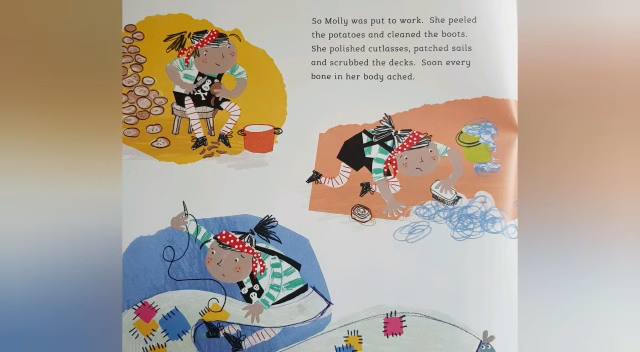 So Molly was put to work. She peeled
the potatoes and cleaned the boots.
She polished cutlasses, patched sails
and scrubbed the decks. Soon every
bone in her body ached.